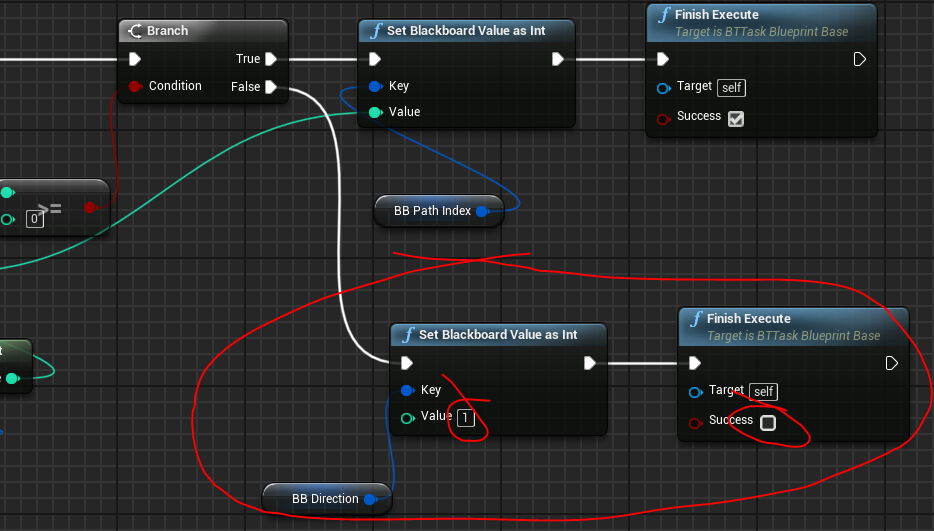 Branch
True
Condition
False
>=
0
Set Blackboard Value as Int
Key
Value
BB Path Index
Finish Execute
Target is BTTask Blueprint Base
Target self
Success
Set Blackboard Value as Int
Key
Value 1
BB Direction
Finish Execute
Target is BTTask Blueprint Base
Target self
Success